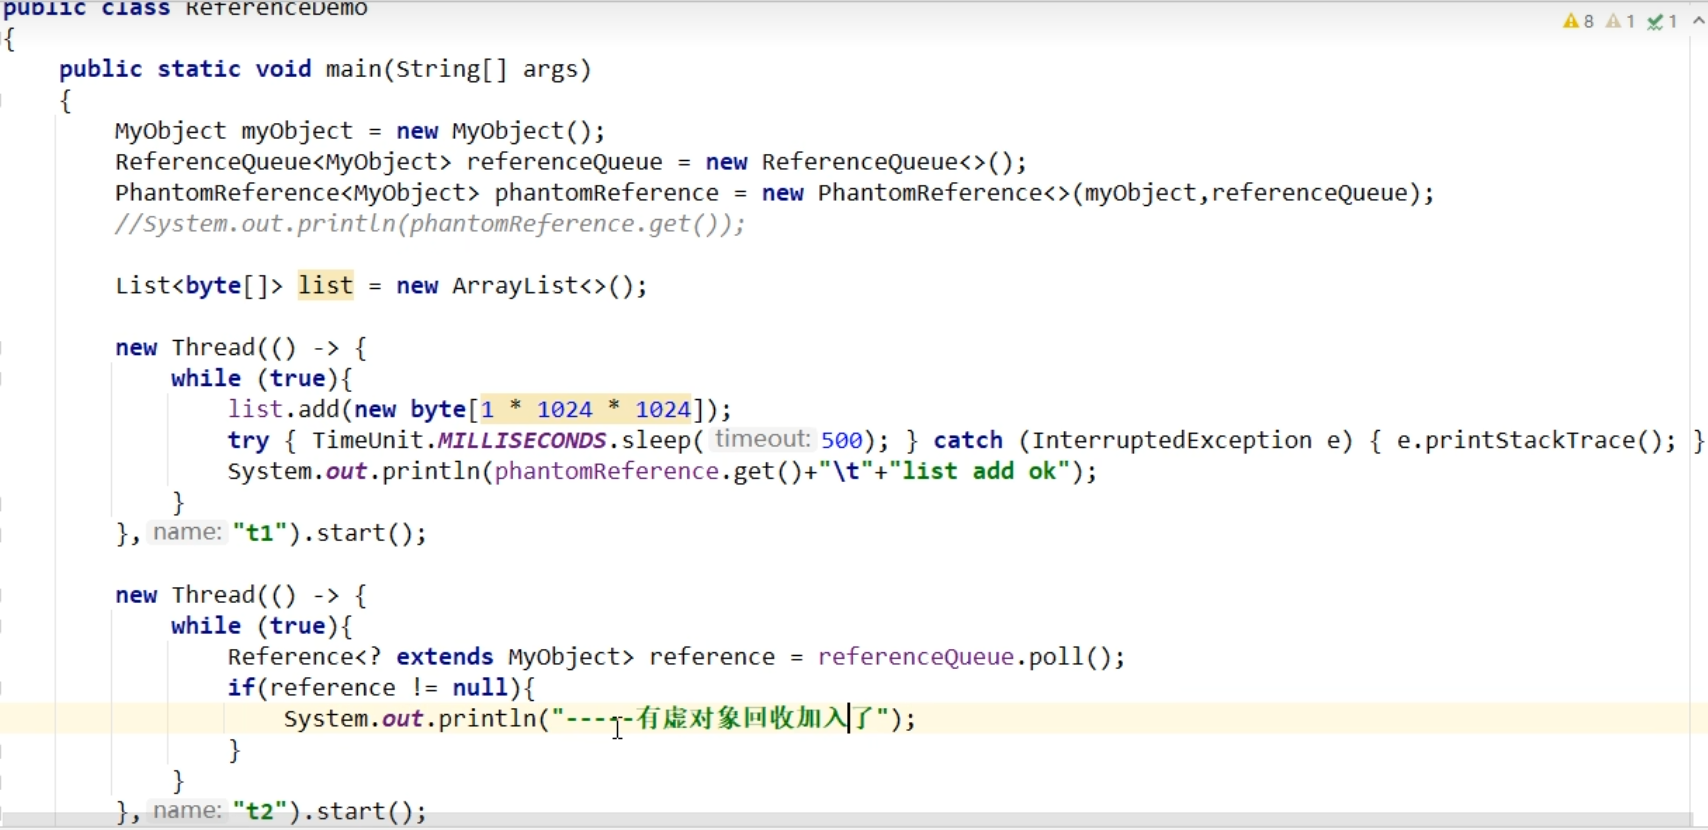 public class ReferenceDemo
8 1 1
{
public static void main(String[] args)
{
MyObject myObject = new MyObject();
ReferenceQueue<MyObject> referenceQueue = new ReferenceQueue<>();
PhantomReference<MyObject> phantomReference = new PhantomReference<>(myObject,referenceQueue);
//System.out.println(phantomReference.get());
List<byte[]> list = new ArrayList<>();
new Thread(() -> {
while (true){
list.add(new byte[1 * 1024 * 1024]);
try { TimeUnit.MILLISECONDS.sleep( timeout: 500); } catch (InterruptedException e) { e.printStackTrace(); }
System.out.println(phantomReference.get()+"\t"+"list add ok");
}
}, name: "t1").start();
new Thread(() -> {
while (true){
Reference<? extends MyObject> reference = referenceQueue.poll();
if(reference != null){
System.out.println("-----有虚对象回收加入了");
}
}
}, name: "t2").start();